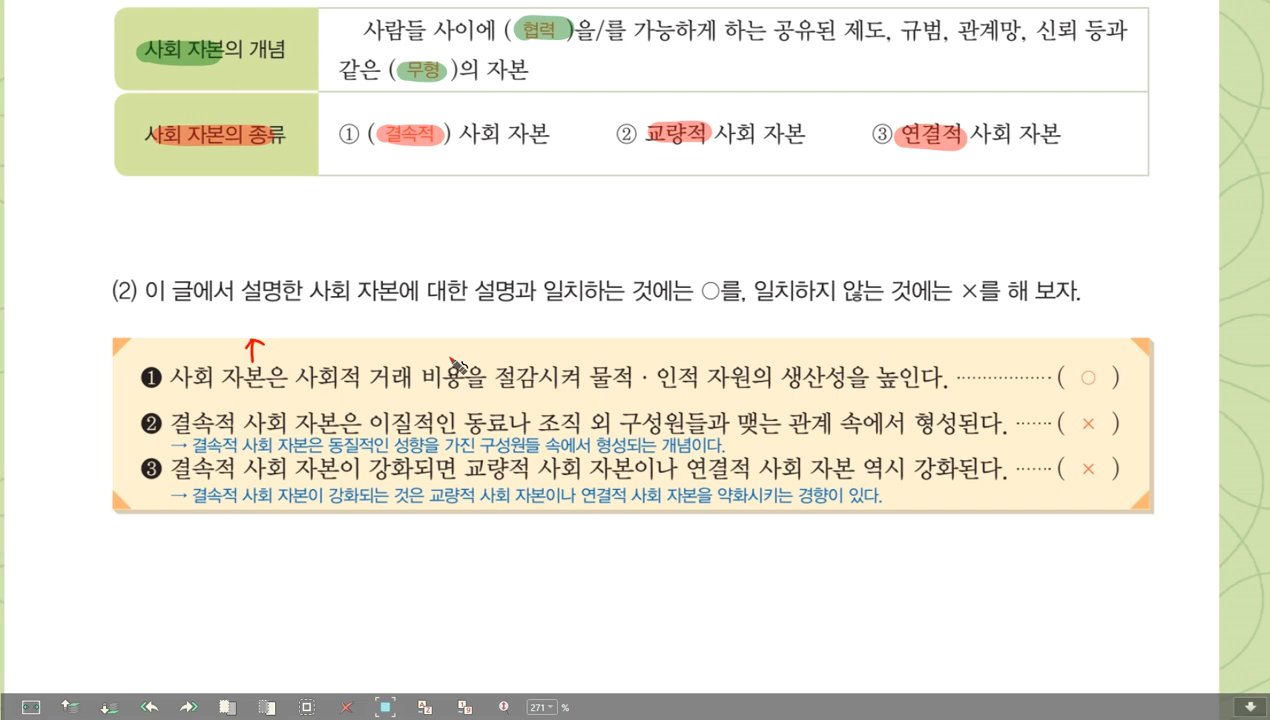 사회 자본의 개념
사람들 사이에 ( 협력 )을/를 가능하게 하는 공유된 제도, 규범, 관계망, 신뢰 등과
같은 ( 무형 )의 자본
사회 자본의 종류
① ( 결속적 ) 사회 자본 ② 교량적 사회 자본 ③ 연결적 사회 자본
(2) 이 글에서 설명한 사회 자본에 대한 설명과 일치하는 것에는 ○를, 일치하지 않는 것에는 ×를 해 보자.
❶ 사회 자본은 사회적 거래 비용을 절감시켜 물적 · 인적 자원의 생산성을 높인다. ················· ( ○ )
❷ 결속적 사회 자본은 이질적인 동료나 조직 외 구성원들과 맺는 관계 속에서 형성된다. ······· ( × )
→ 결속적 사회 자본은 동질적인 성향을 가진 구성원들 속에서 형성되는 개념이다.
❸ 결속적 사회 자본이 강화되면 교량적 사회 자본이나 연결적 사회 자본 역시 강화된다. ······· ( × )
→ 결속적 사회 자본이 강화되는 것은 교량적 사회 자본이나 연결적 사회 자본을 약화시키는 경향이 있다.
271 %